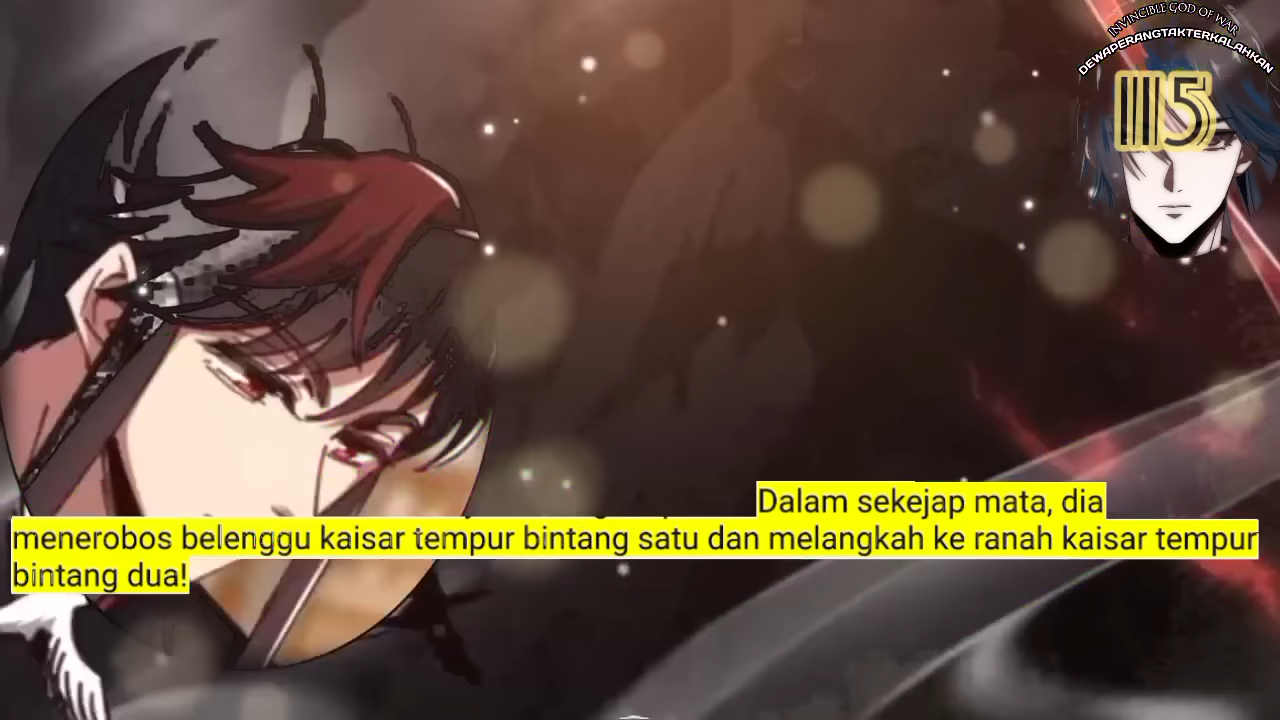 INVINCIBLE GOD OF WAR
DEWAPERANGTAKTERKALAHKAN
115
Dalam sekejap mata, dia
menerobos belenggu kaisar tempur bintang satu dan melangkah ke ranah kaisar tempur
bintang dua!